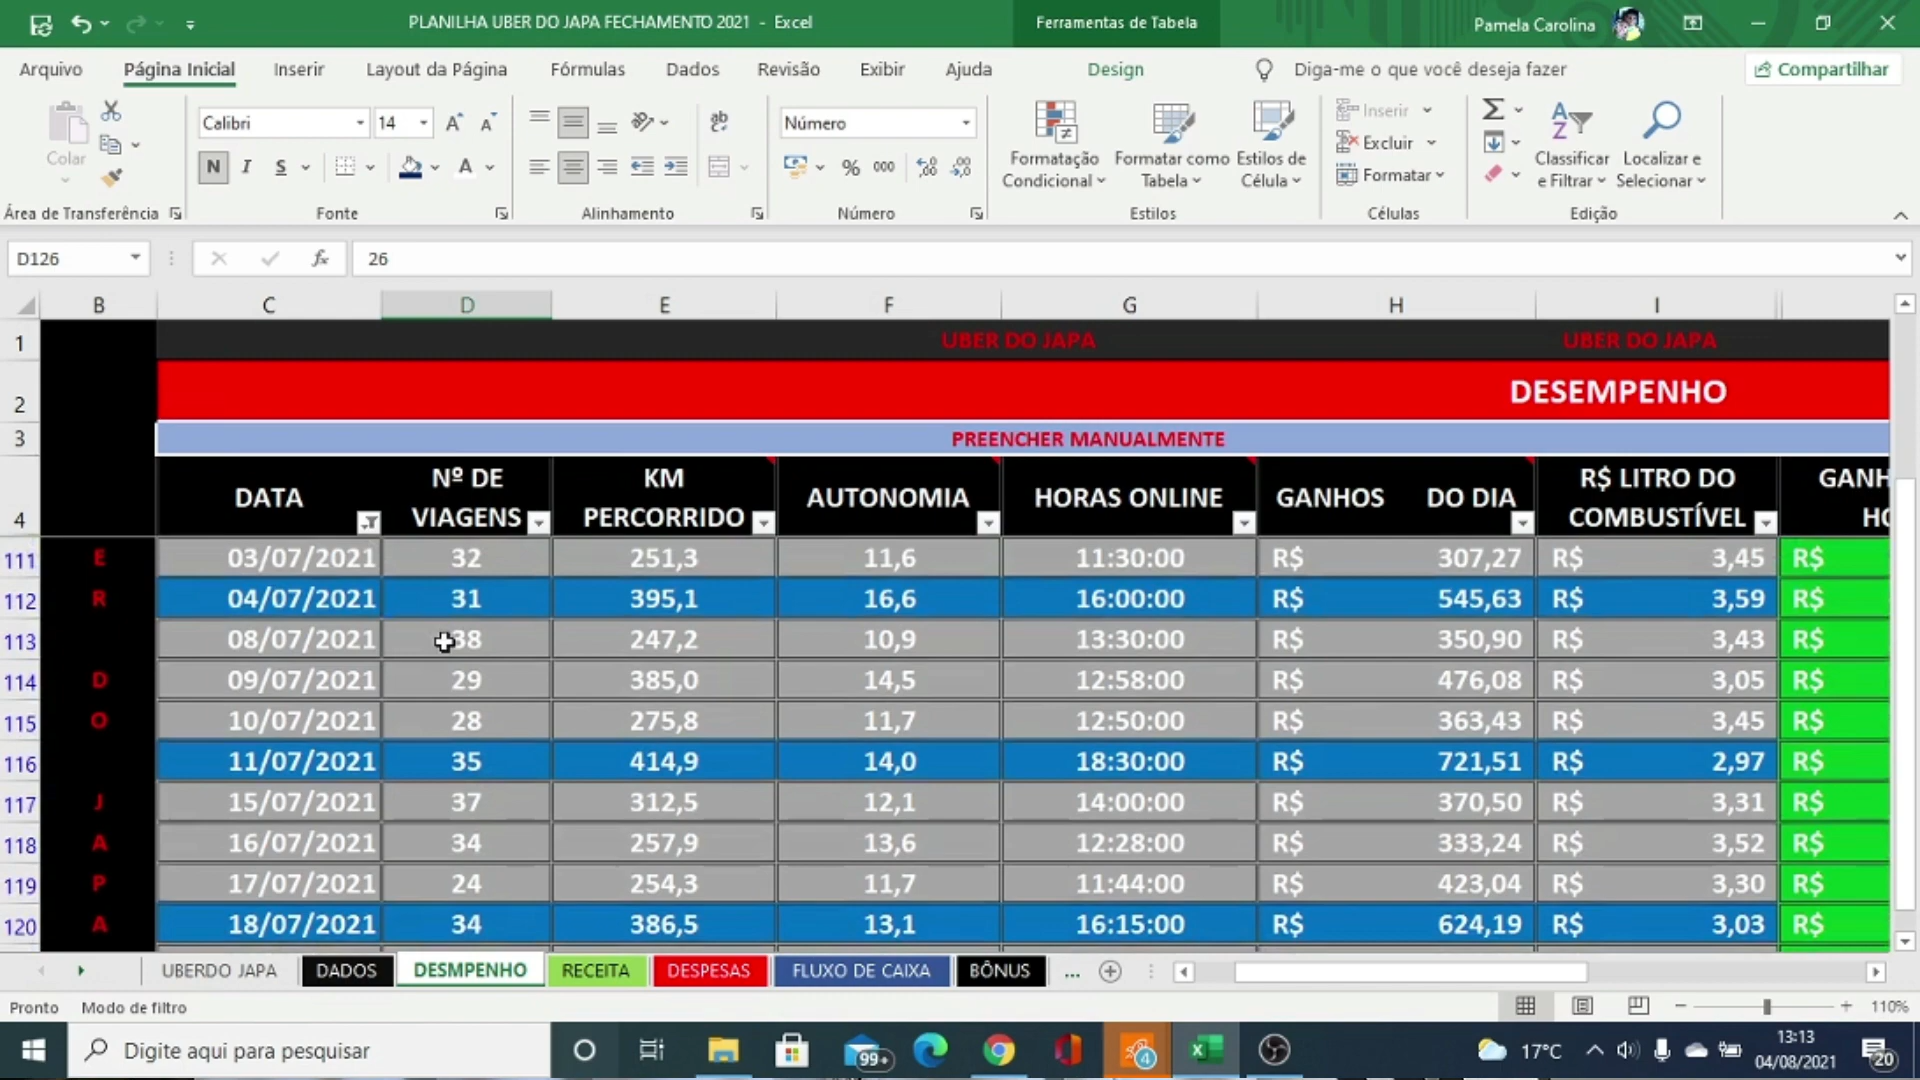 PLANILHA UBER DO JAPA FECHAMENTO 2021 - Excel
Ferramentas de Tabela
Pamela Carolina
Arquivo Página Inicial Inserir Layout da Página Fórmulas Dados Revisão Exibir Ajuda Design Diga-me o que você deseja fazer Compartilhar
Colar
Calibri 14
N I S
Número
% 000
Formatação Condicional
Formatar como Tabela
Estilos de Célula
Inserir
Excluir
Formatar
Classificar e Filtrar
Localizar e Selecionar
Área de Transferência Fonte Alinhamento Número Estilos Células Edição
D126 fx 26
B C D E F G H I
1 UBER DO JAPA UBER DO JAPA
2 DESEMPENHO
3 PREENCHER MANUALMENTE
4 DATA Nº DE VIAGENS KM PERCORRIDO AUTONOMIA HORAS ONLINE GANHOS DO DIA R$ LITRO DO COMBUSTÍVEL
111 E 03/07/2021 32 251,3 11,6 11:30:00 R$ 307,27 R$ 3,45 R$
112 R 04/07/2021 31 395,1 16,6 16:00:00 R$ 545,63 R$ 3,59 R$
113 08/07/2021 38 247,2 10,9 13:30:00 R$ 350,90 R$ 3,43 R$
114 D 09/07/2021 29 385,0 14,5 12:58:00 R$ 476,08 R$ 3,05 R$
115 O 10/07/2021 28 275,8 11,7 12:50:00 R$ 363,43 R$ 3,45 R$
116 11/07/2021 35 414,9 14,0 18:30:00 R$ 721,51 R$ 2,97 R$
117 J 15/07/2021 37 312,5 12,1 14:00:00 R$ 370,50 R$ 3,31 R$
118 A 16/07/2021 34 257,9 13,6 12:28:00 R$ 333,24 R$ 3,52 R$
119 P 17/07/2021 24 254,3 11,7 11:44:00 R$ 423,04 R$ 3,30 R$
120 A 18/07/2021 34 386,5 13,1 16:15:00 R$ 624,19 R$ 3,03 R$
UBERDO JAPA DADOS DESMPENHO RECEITA DESPESAS FLUXO DE CAIXA BÔNUS ...
Pronto Modo de filtro 110%
Digite aqui para pesquisar 99+ 4 17°C 13:13
04/08/2021 20